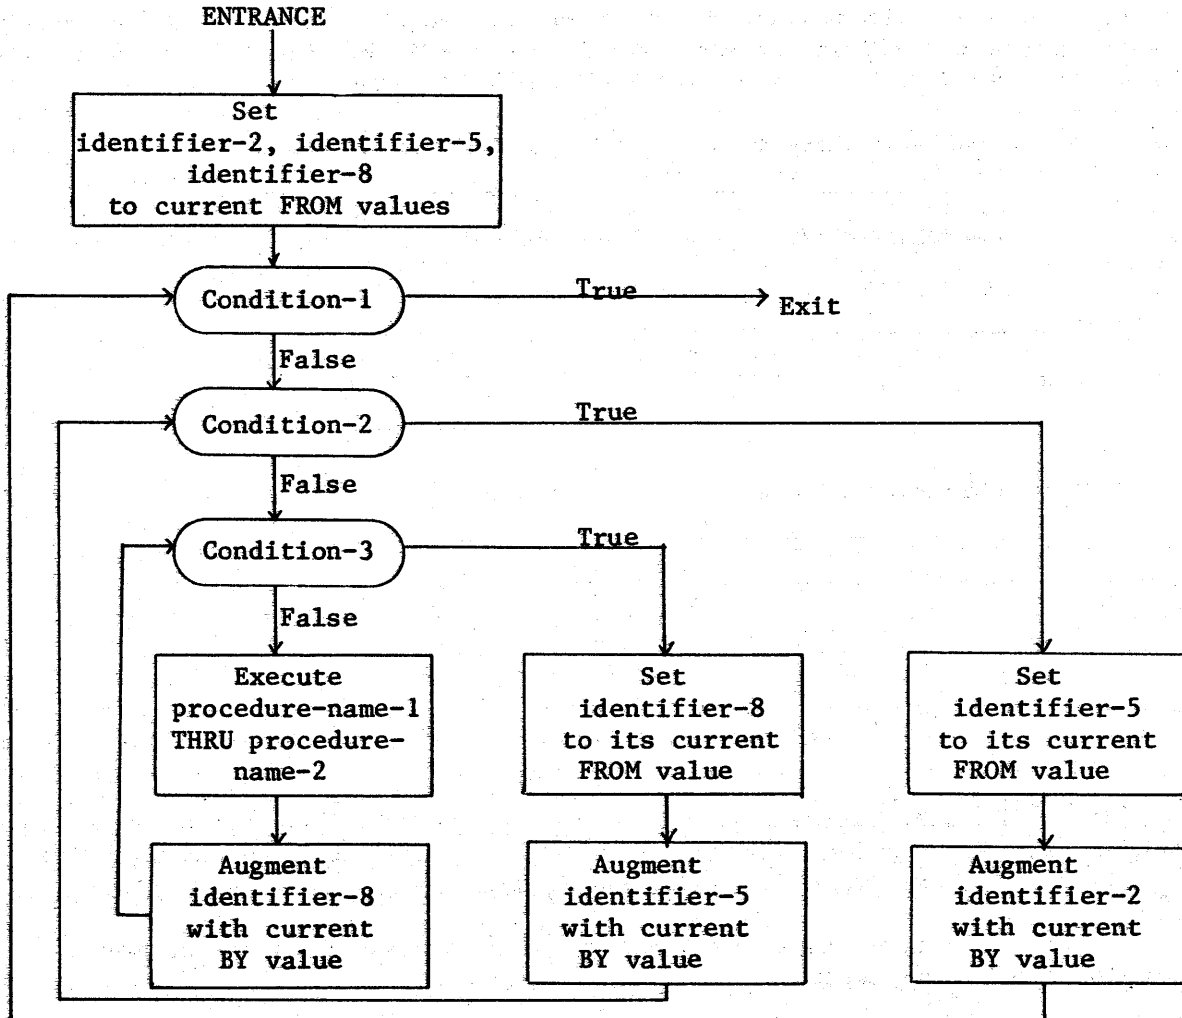 ENTRANCE
Set
identifier-2, identifier-5,
identifier-8
to current FROM values
Condition-1
True
Exit
False
Condition-2
True
False
Condition-3
True
False
Execute
procedure-name-1
THRU procedure-
name-2
Set
identifier-8
to its current
FROM value
Set
identifier-5
to its current
FROM value
Augment
identifier-8
with current
BY value
Augment
identifier-5
with current
BY value
Augment
identifier-2
with current
BY value